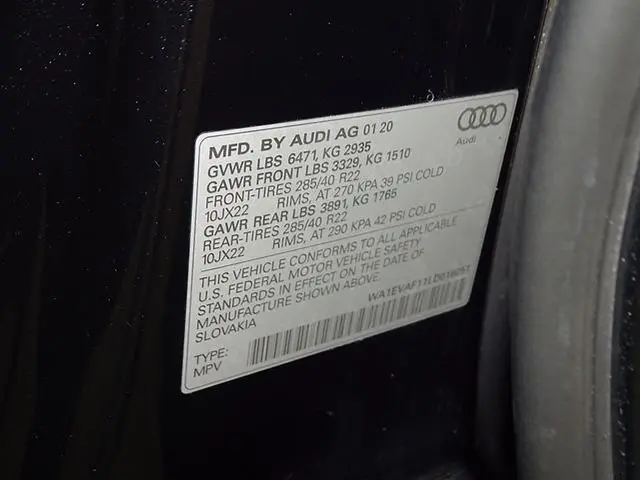 MFD. BY AUDI AG 01 20
GVWR LBS 6471, KG 2935
GAWR FRONT LBS 3329, KG 1510
FRONT-TIRES 285/40 R22
10JX22 RIMS, AT 270 KPA 39 PSI COLD
GAWR REAR LBS 3891, KG 1765
REAR-TIRES 285/40 R22
10JX22 RIMS, AT 290 KPA 42 PSI COLD
THIS VEHICLE CONFORMS TO ALL APPLICABLE
U.S. FEDERAL MOTOR VEHICLE SAFETY
STANDARDS IN EFFECT ON THE DATE OF
MANUFACTURE SHOWN ABOVE.
SLOVAKIA
WA1EVAF11LD016051
TYPE:
MPV
Audi